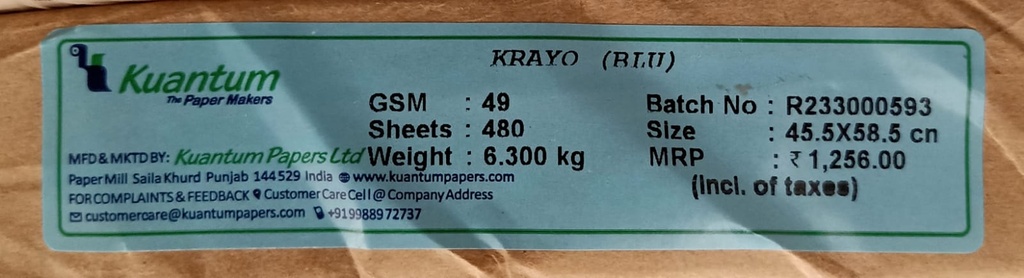 KRAYO (BLU)
Kuantum
The Paper Makers
GSM : 49
Sheets : 480
Weight : 6.300 kg
Batch No : R233000593
Size : 45.5X58.5 cn
MRP : ₹ 1,256.00
(Incl. of taxes)
MFD & MKTD BY: Kuantum Papers Ltd
Paper Mill Saila Khurd Punjab 144 529 India www.kuantumpapers.com
FOR COMPLAINTS & FEEDBACK Customer Care Cell @ Company Address
customercare@kuantumpapers.com +919988972737